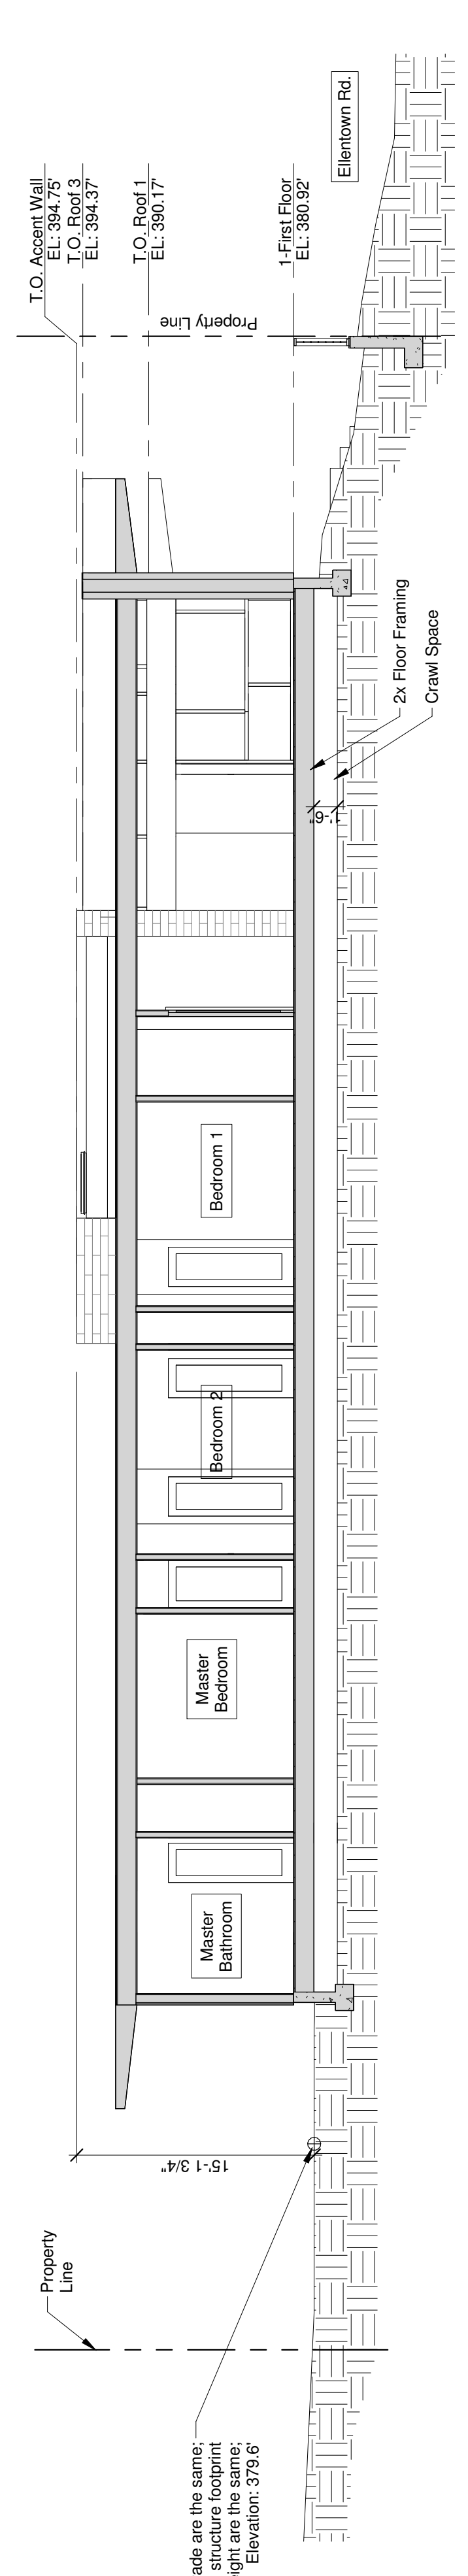 T.O. Accent Wall
EL: 394.75'
T.O. Roof 3
EL: 394.37'
T.O. Roof 1
EL: 390.17'
1-First Floor
EL: 380.92'
Ellentown Rd.
Property Line
2x Floor Framing
Crawl Space
1'-6"
Bedroom 1
Bedroom 2
Master
Bedroom
Master
Bathroom
15'-1 3/4"
Property
Line
ade are the same;
structure footprint
ight are the same;
Elevation: 379.6'